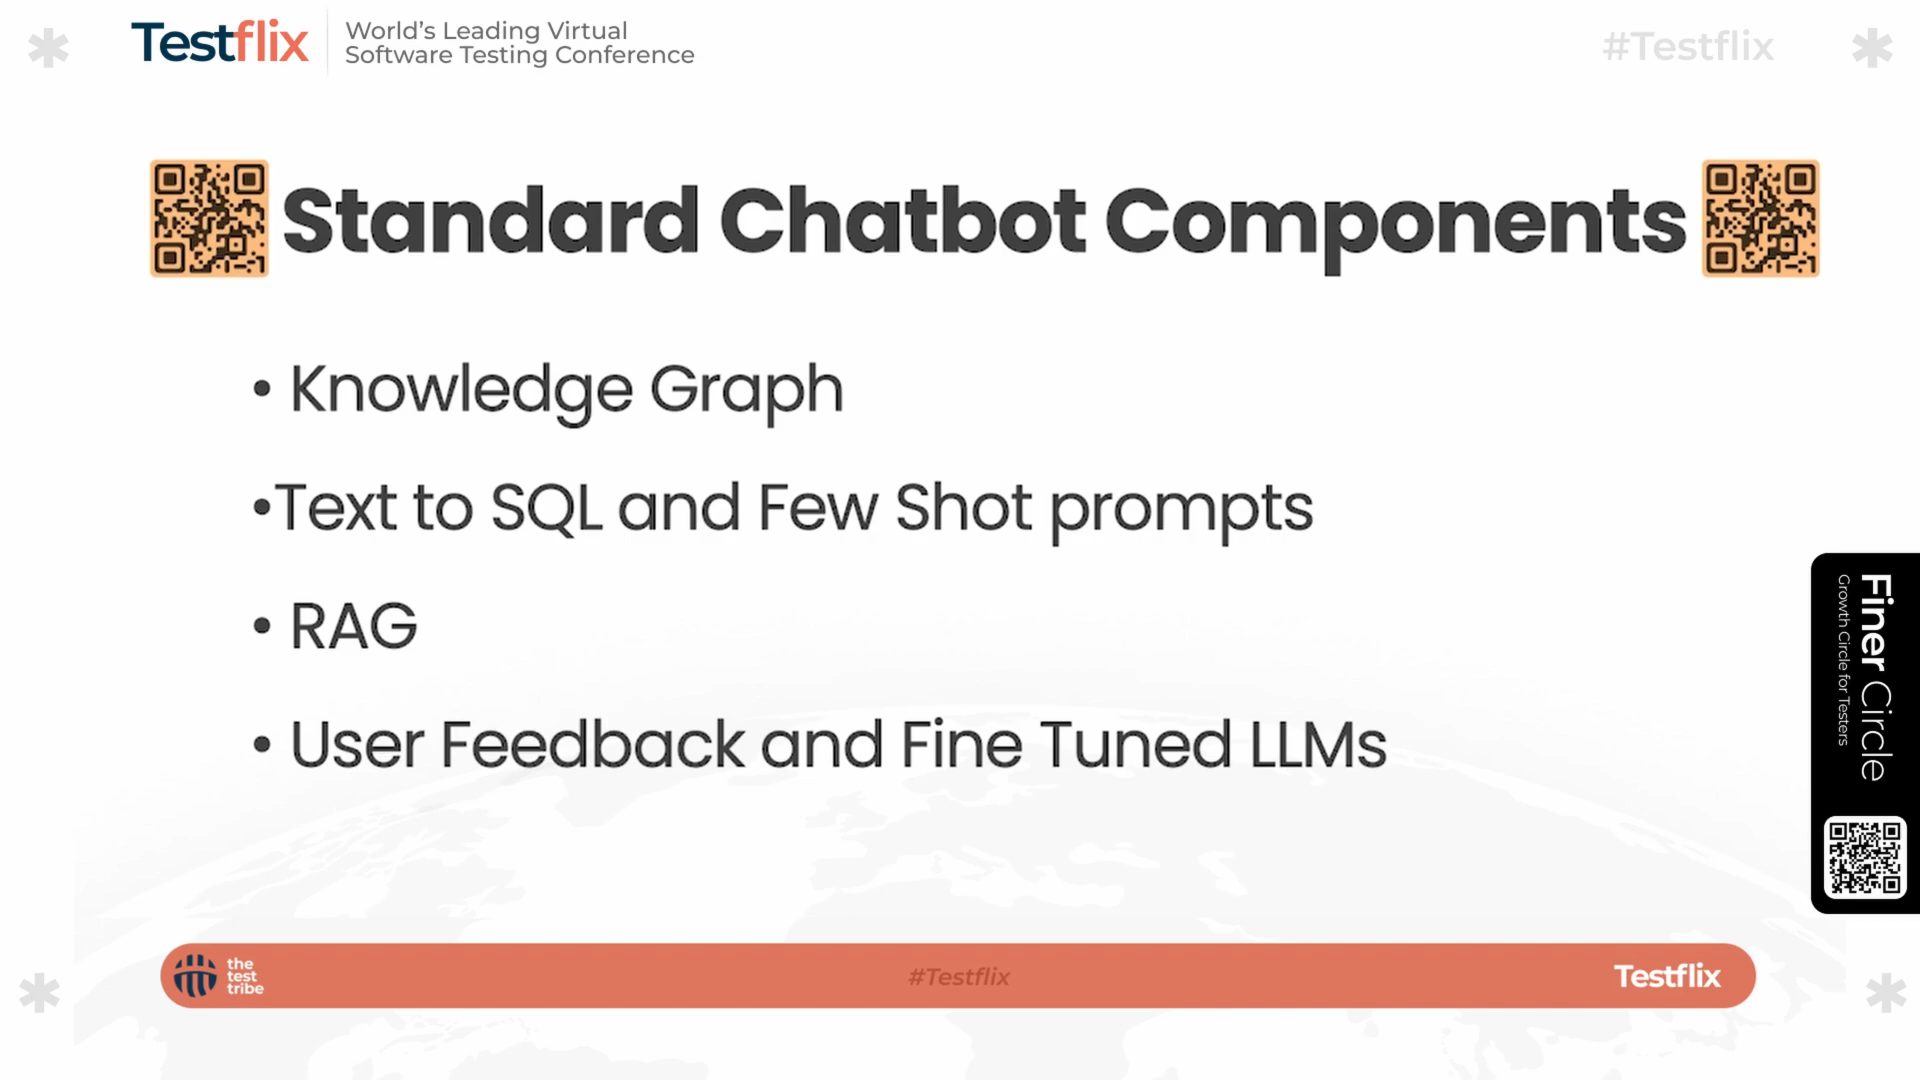 Testflix
World's Leading Virtual
Software Testing Conference
#Testflix
Standard Chatbot Components
• Knowledge Graph
•Text to SQL and Few Shot prompts
• RAG
• User Feedback and Fine Tuned LLMs
Finer Circle
Growth Circle for Testers
the
test
tribe
#Testflix
Testflix